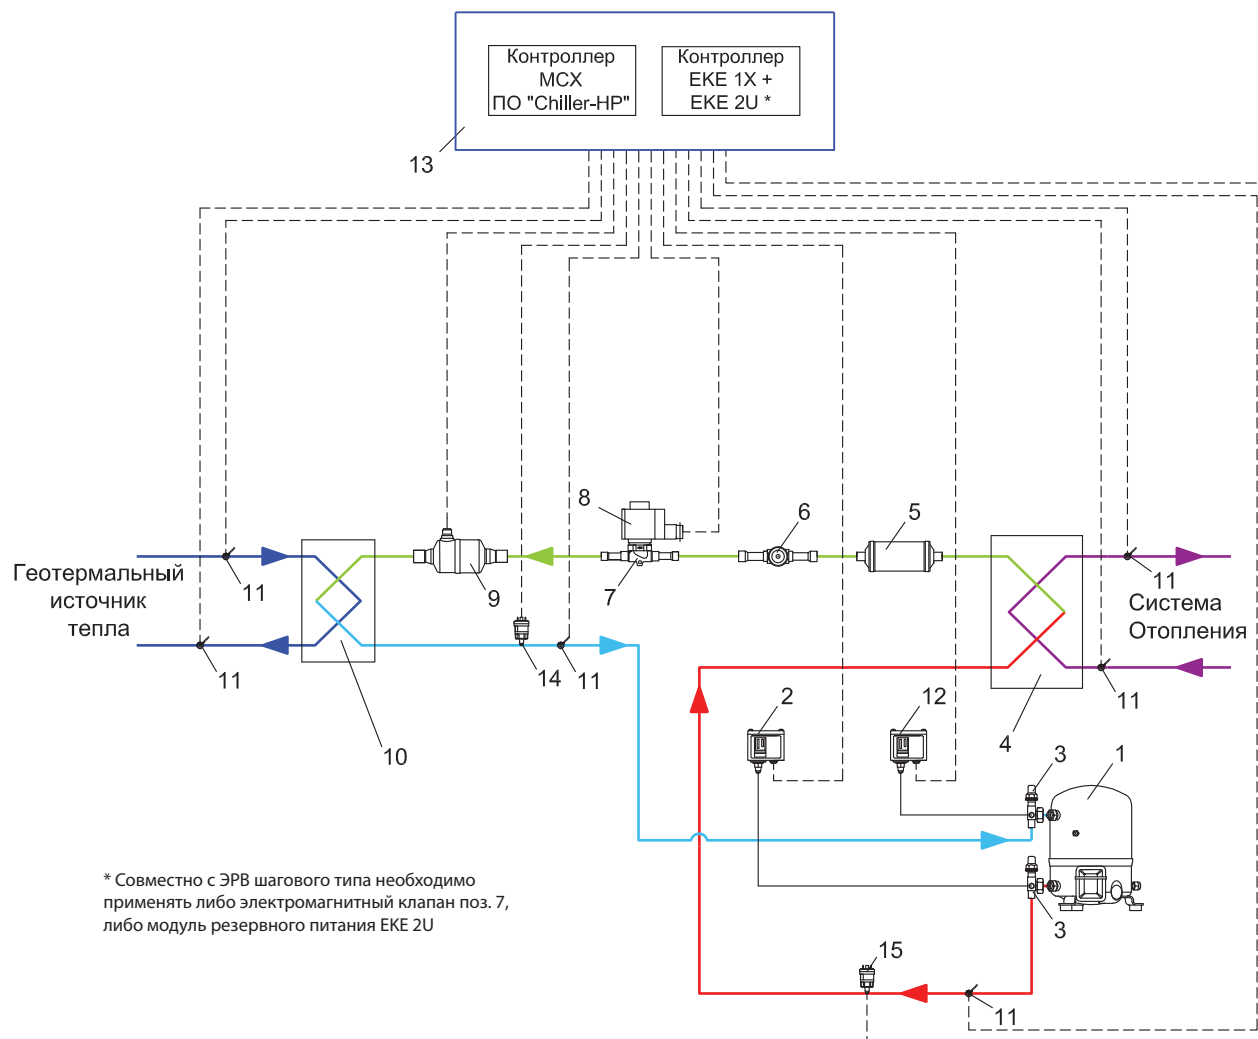 Контроллер
МСХ
ПО "Chiller-HP"
Контроллер
EKE 1X +
EKE 2U *
13
8
6
5
Геотермальный
источник
тепла
11
9
7
11
Система
Отопления
11
14
11
11
10
2
12
4
3
1
* Совместно с ЭРВ шагового типа необходимо
применять либо электромагнитный клапан поз. 7,
либо модуль резервного питания EKE 2U
3
15
11